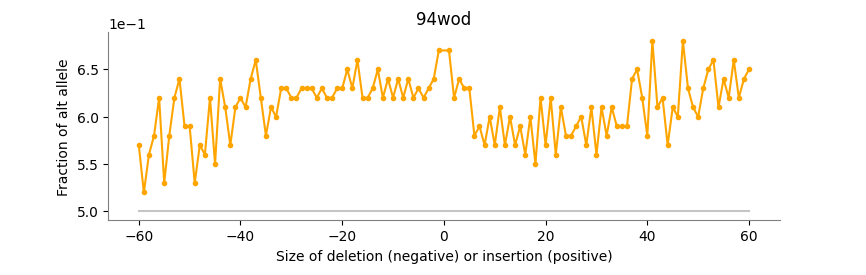 94wod
1e−1
Fraction of alt allele
6.5
6.0
5.5
5.0
−60 −40 −20 0 20 40 60
Size of deletion (negative) or insertion (positive)